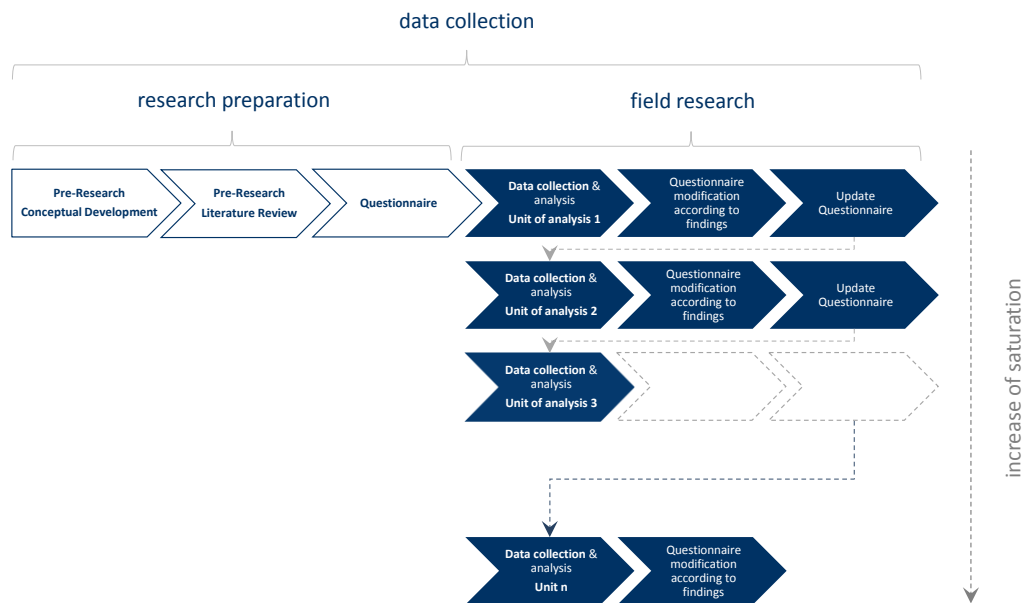 data collection
research preparation
field research
Pre-Research
Conceptual Development
Pre-Research
Literature Review
Questionnaire
Data collection &
analysis
Unit of analysis 1
Questionnaire
modification
according to
findings
Update
Questionnaire
Data collection &
analysis
Unit of analysis 2
Questionnaire
modification
according to
findings
Update
Questionnaire
Data collection &
analysis
Unit of analysis 3
Data collection &
analysis
Unit n
Questionnaire
modification
according to
findings
increase of saturation